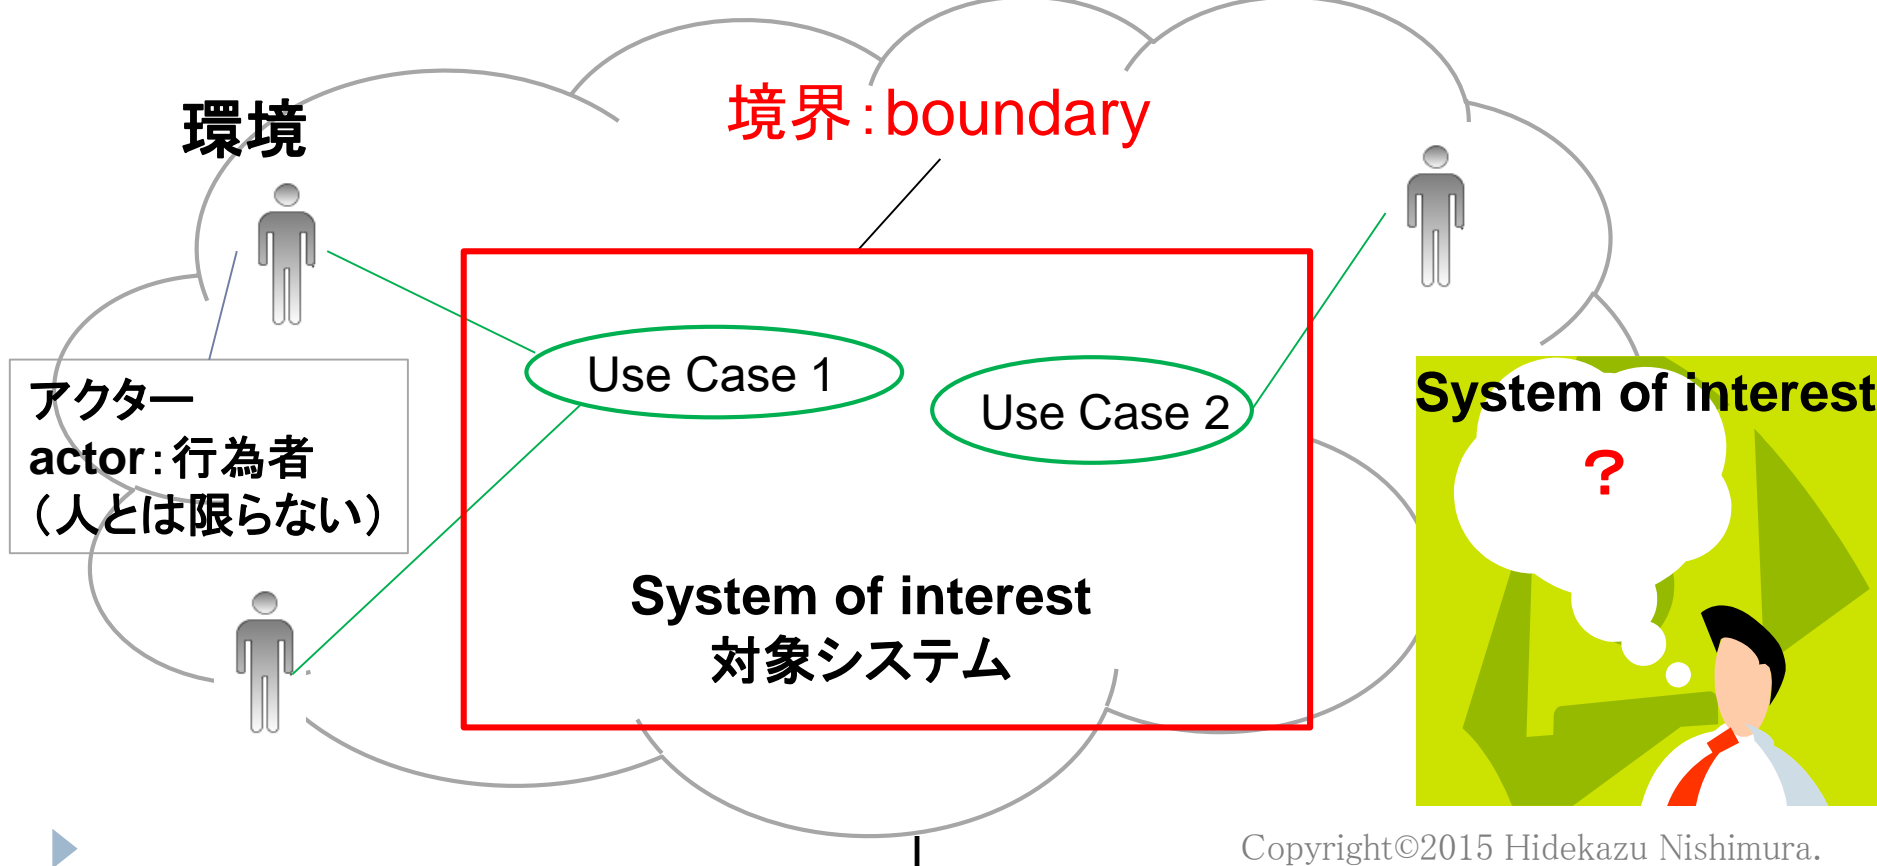 環境
境界：boundary
Use Case 1
Use Case 2
アクター
actor：行為者
（人とは限らない）
System of interest
対象システム
System of interest
？
Copyright©2015 Hidekazu Nishimura.